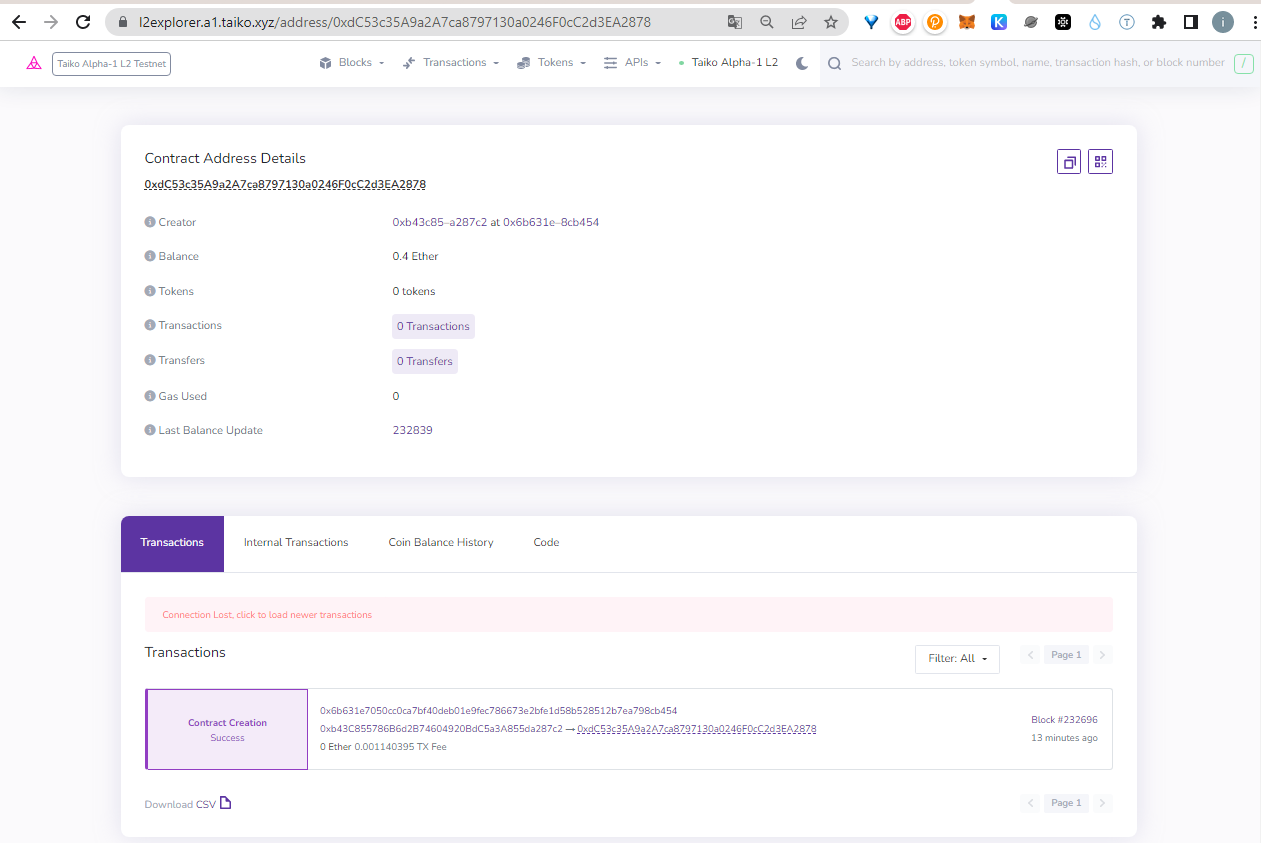 l2explorer.a1.taiko.xyz/address/0xdC53c35A9a2A7ca8797130a0246F0cC2d3EA2878
ABP
K
T
i
Taiko Alpha-1 L2 Testnet
Blocks
Transactions
Tokens
APIs
Taiko Alpha-1 L2
Search by address, token symbol, name, transaction hash, or block number
/
Contract Address Details
0xdC53c35A9a2A7ca8797130a0246F0cC2d3EA2878
Creator 0xb43c85–a287c2 at 0x6b631e–8cb454
Balance 0.4 Ether
Tokens 0 tokens
Transactions 0 Transactions
Transfers 0 Transfers
Gas Used 0
Last Balance Update 232839
Transactions Internal Transactions Coin Balance History Code
Connection Lost, click to load newer transactions
Transactions
Filter: All
Page 1
Contract Creation
Success
0x6b631e7050cc0ca7bf40deb01e9fec786673e2bfe1d58b528512b7ea798cb454
0xb43C855786B6d2B74604920BdC5a3A855da287c2 → 0xdC53c35A9a2A7ca8797130a0246F0cC2d3EA2878
0 Ether 0.001140395 TX Fee
Block #232696
13 minutes ago
Download CSV
Page 1